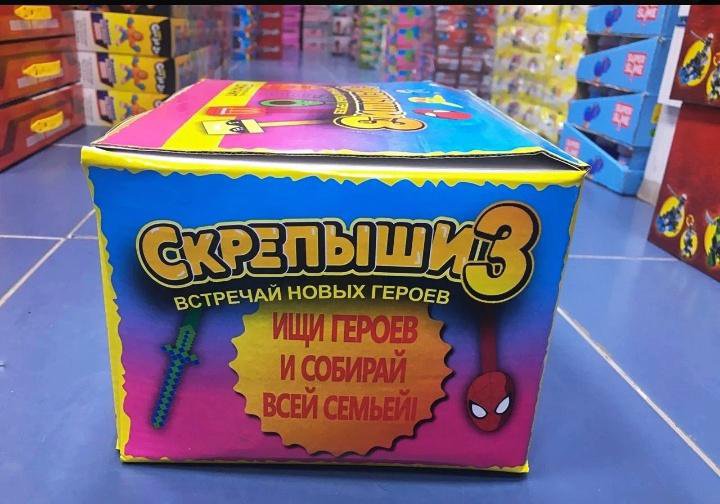 СКРЕПЫШИ 3
ВСТРЕЧАЙ НОВЫХ ГЕРОЕВ
ИЩИ ГЕРОЕВ
И СОБИРАЙ
ВСЕЙ СЕМЬЕЙ!